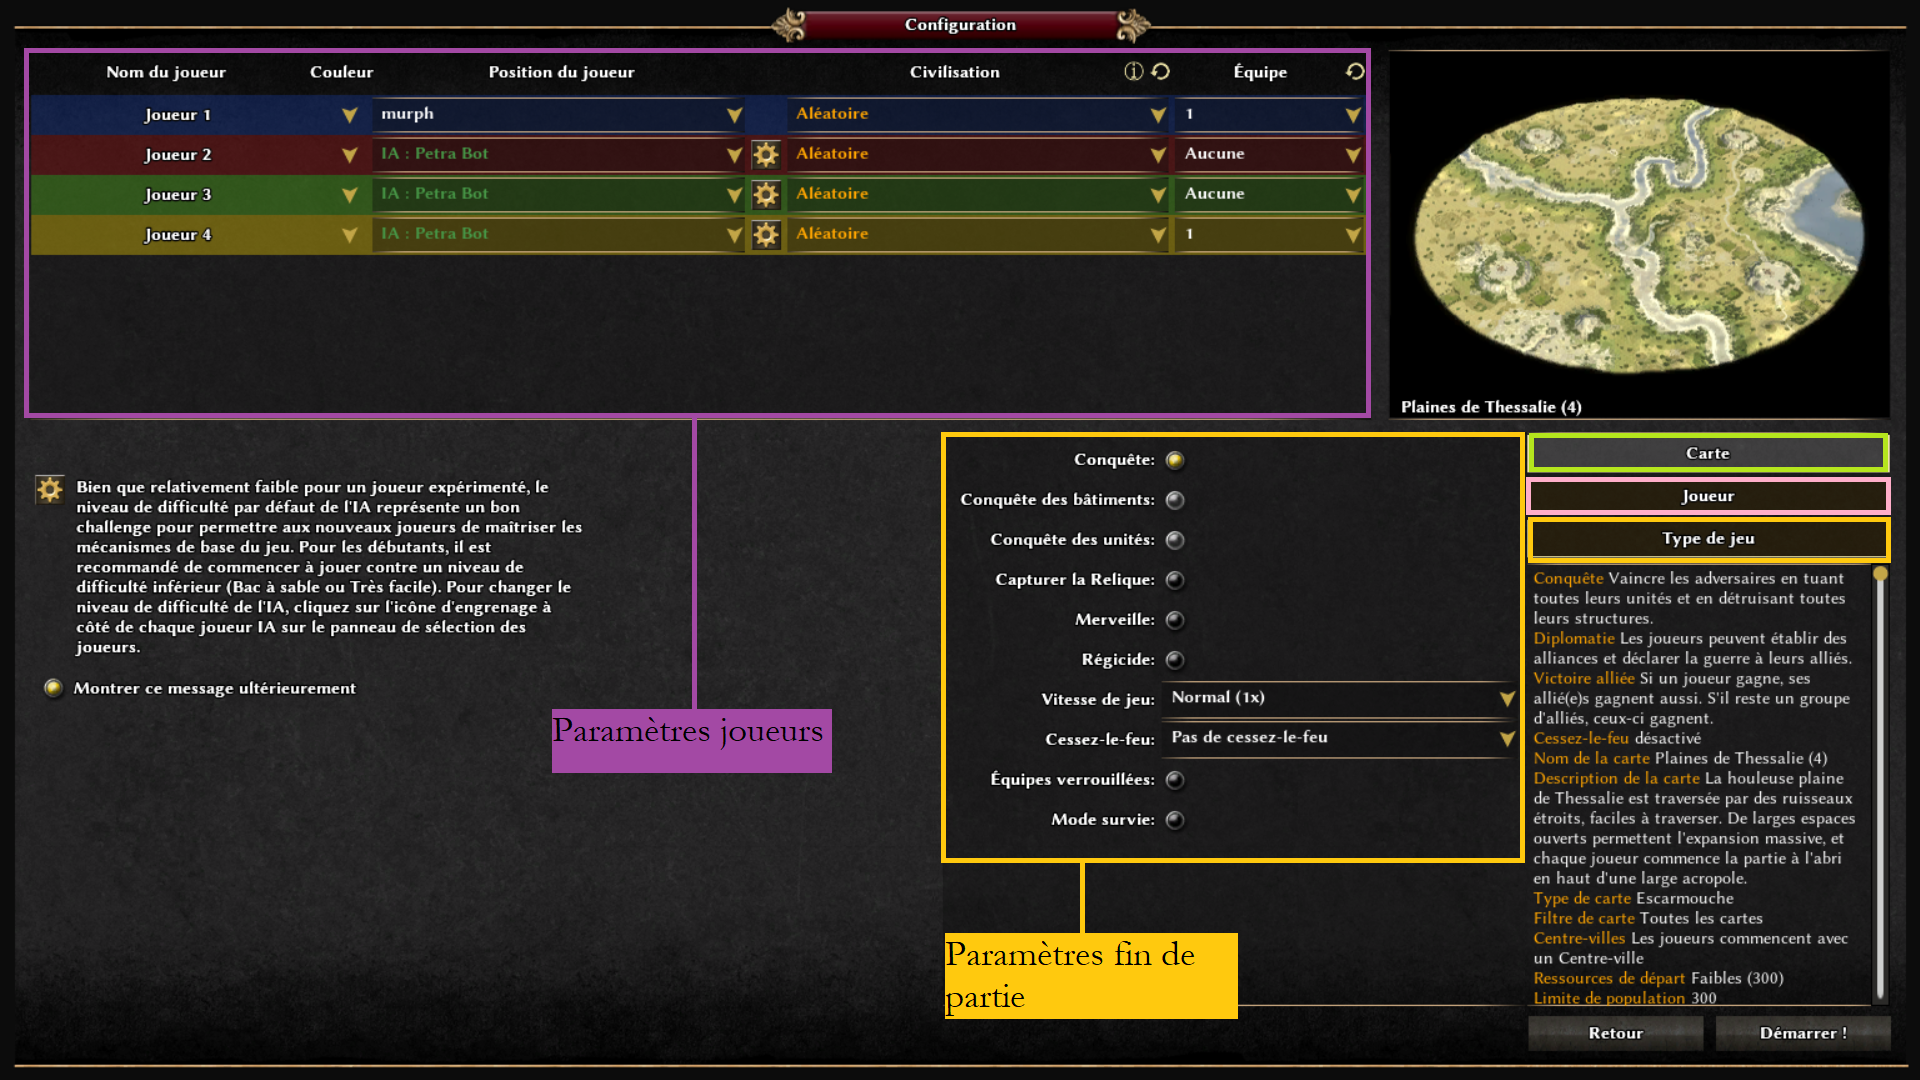 Configuration
Nom du joueur Couleur Position du joueur Civilisation Équipe
Joueur 1 murph Aléatoire 1
Joueur 2 IA : Petra Bot Aléatoire Aucune
Joueur 3 IA : Petra Bot Aléatoire Aucune
Joueur 4 IA : Petra Bot Aléatoire 1
Plaines de Thessalie (4)
Bien que relativement faible pour un joueur expérimenté, le
niveau de difficulté par défaut de l'IA représente un bon
challenge pour permettre aux nouveaux joueurs de maîtriser les
mécanismes de base du jeu. Pour les débutants, il est
recommandé de commencer à jouer contre un niveau de
difficulté inférieur (Bac à sable ou Très facile). Pour changer le
niveau de difficulté de l'IA, cliquez sur l'icône d'engrenage à
côté de chaque joueur IA sur le panneau de sélection des
joueurs.
Montrer ce message ultérieurement
Paramètres joueurs
Conquête:
Conquête des bâtiments:
Conquête des unités:
Capturer la Relique:
Merveille:
Régicide:
Vitesse de jeu: Normal (1x)
Cessez-le-feu: Pas de cessez-le-feu
Équipes verrouillées:
Mode survie:
Paramètres fin de
partie
Carte
Joueur
Type de jeu
Conquête Vaincre les adversaires en tuant
toutes leurs unités et en détruisant toutes
leurs structures.
Diplomatie Les joueurs peuvent établir des
alliances et déclarer la guerre à leurs alliés.
Victoire alliée Si un joueur gagne, ses
allié(e)s gagnent aussi. S'il reste un groupe
d'alliés, ceux-ci gagnent.
Cessez-le-feu désactivé
Nom de la carte Plaines de Thessalie (4)
Description de la carte La houleuse plaine
de Thessalie est traversée par des ruisseaux
étroits, faciles à traverser. De larges espaces
ouverts permettent l'expansion massive, et
chaque joueur commence la partie à l'abri
en haut d'une large acropole.
Type de carte Escarmouche
Filtre de carte Toutes les cartes
Centre-villes Les joueurs commencent avec
un Centre-ville
Ressources de départ Faibles (300)
Limite de population 300
Retour Démarrer !